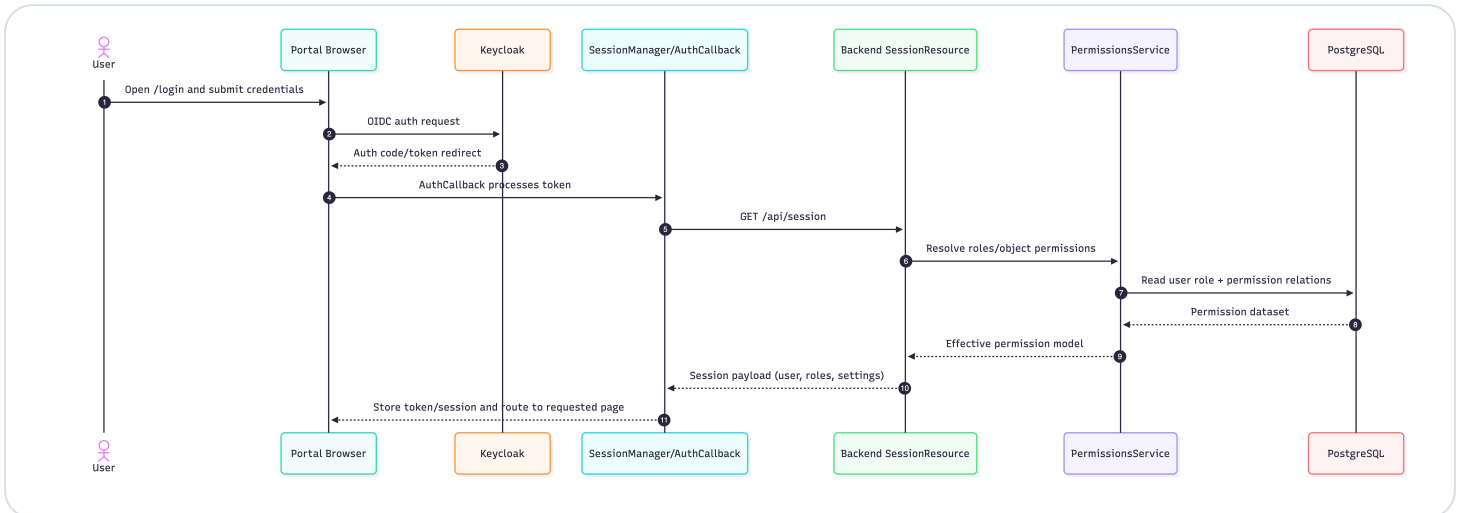 User
Portal Browser
Keycloak
SessionManager/AuthCallback
Backend SessionResource
PermissionsService
PostgreSQL
1
Open /login and submit credentials
2
OIDC auth request
Auth code/token redirect
3
4
AuthCallback processes token
5
GET /api/session
6
Resolve roles/object permissions
7
Read user role + permission relations
Permission dataset
8
Effective permission model
9
Session payload (user, roles, settings)
10
Store token/session and route to requested page
11
User
Portal Browser
Keycloak
SessionManager/AuthCallback
Backend SessionResource
PermissionsService
PostgreSQL